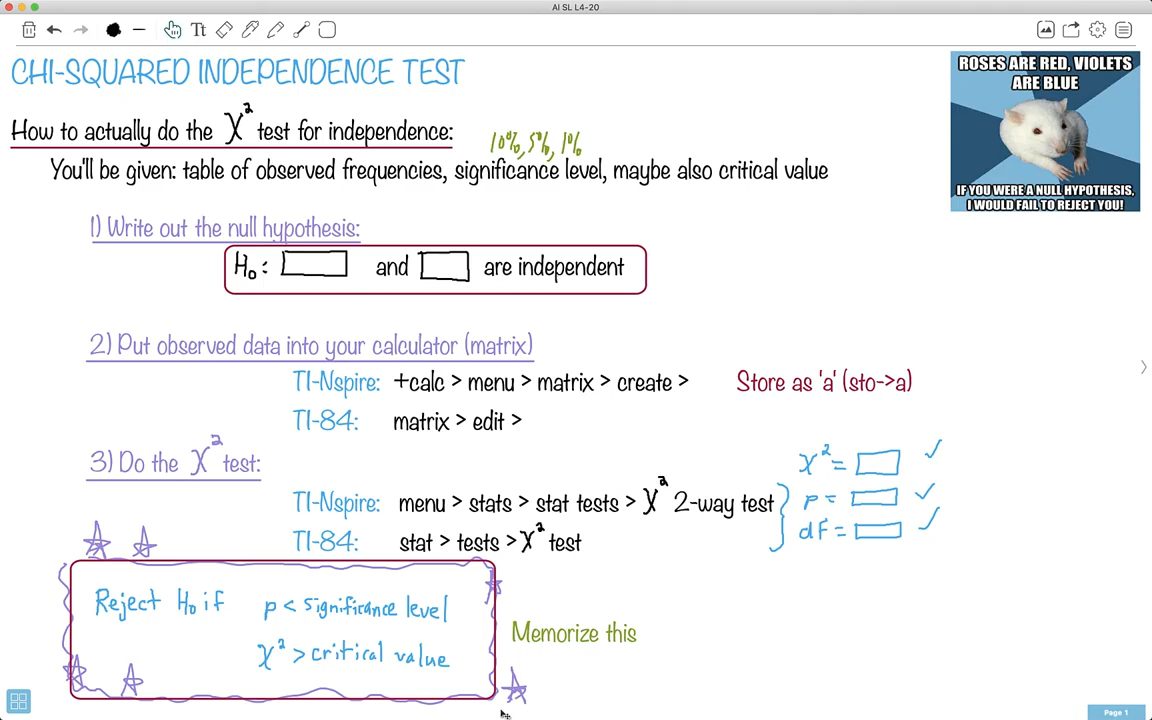 AI SL L4-20
Tt
CHI-SQUARED INDEPENDENCE TEST
ROSES ARE RED, VIOLETS
ARE BLUE
IF YOU WERE A NULL HYPOTHESIS,
I WOULD FAIL TO REJECT YOU!
How to actually do the χ² test for independence:
10%, 5%, 1%
You'll be given: table of observed frequencies, significance level, maybe also critical value
1) Write out the null hypothesis:
H₀: and are independent
2) Put observed data into your calculator (matrix)
TI-Nspire: +calc > menu > matrix > create > Store as 'a' (sto->a)
TI-84: matrix > edit >
3) Do the χ² test:
TI-Nspire: menu > stats > stat tests > χ² 2-way test
TI-84: stat > tests > χ² test
χ² =
p =
df =
Reject H₀ if p < significance level
χ² > critical value
Memorize this
Page 1